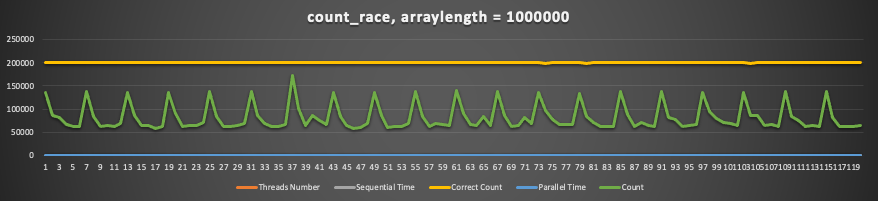 count_race, arraylength = 1000000
250000
200000
150000
100000
50000
0
1 3 5 7 9 11 13 15 17 19 21 23 25 27 29 31 33 35 37 39 41 43 45 47 49 51 53 55 57 59 61 63 65 67 69 71 73 75 77 79 81 83 85 87 89 91 93 95 97 99 101103105107109111113115117119
Threads Number Sequential Time Correct Count Parallel Time Count